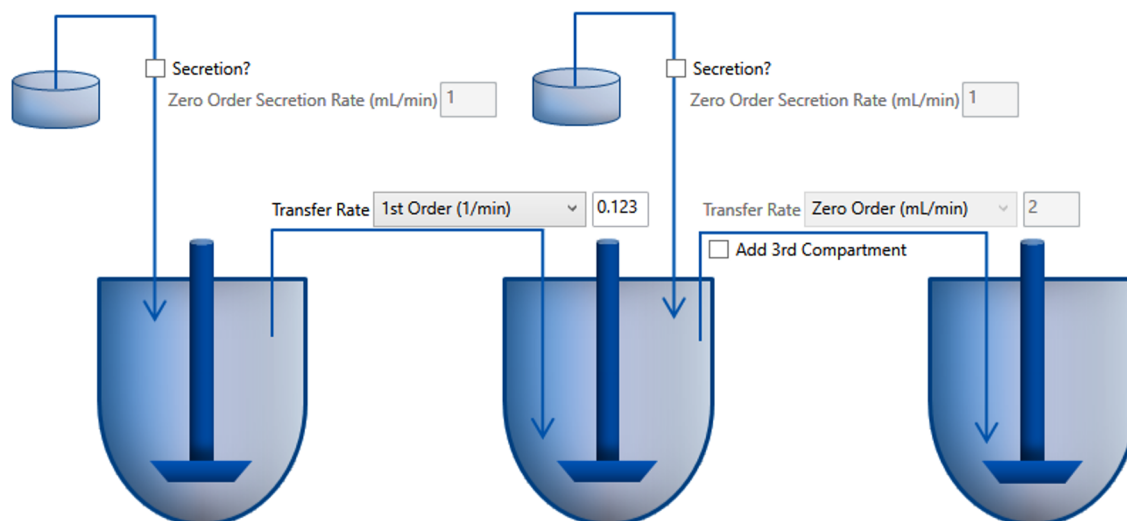 Secretion?
Zero Order Secretion Rate (mL/min) 1
Secretion?
Zero Order Secretion Rate (mL/min) 1
Transfer Rate 1st Order (1/min) 0.123
Transfer Rate Zero Order (mL/min) 2
Add 3rd Compartment